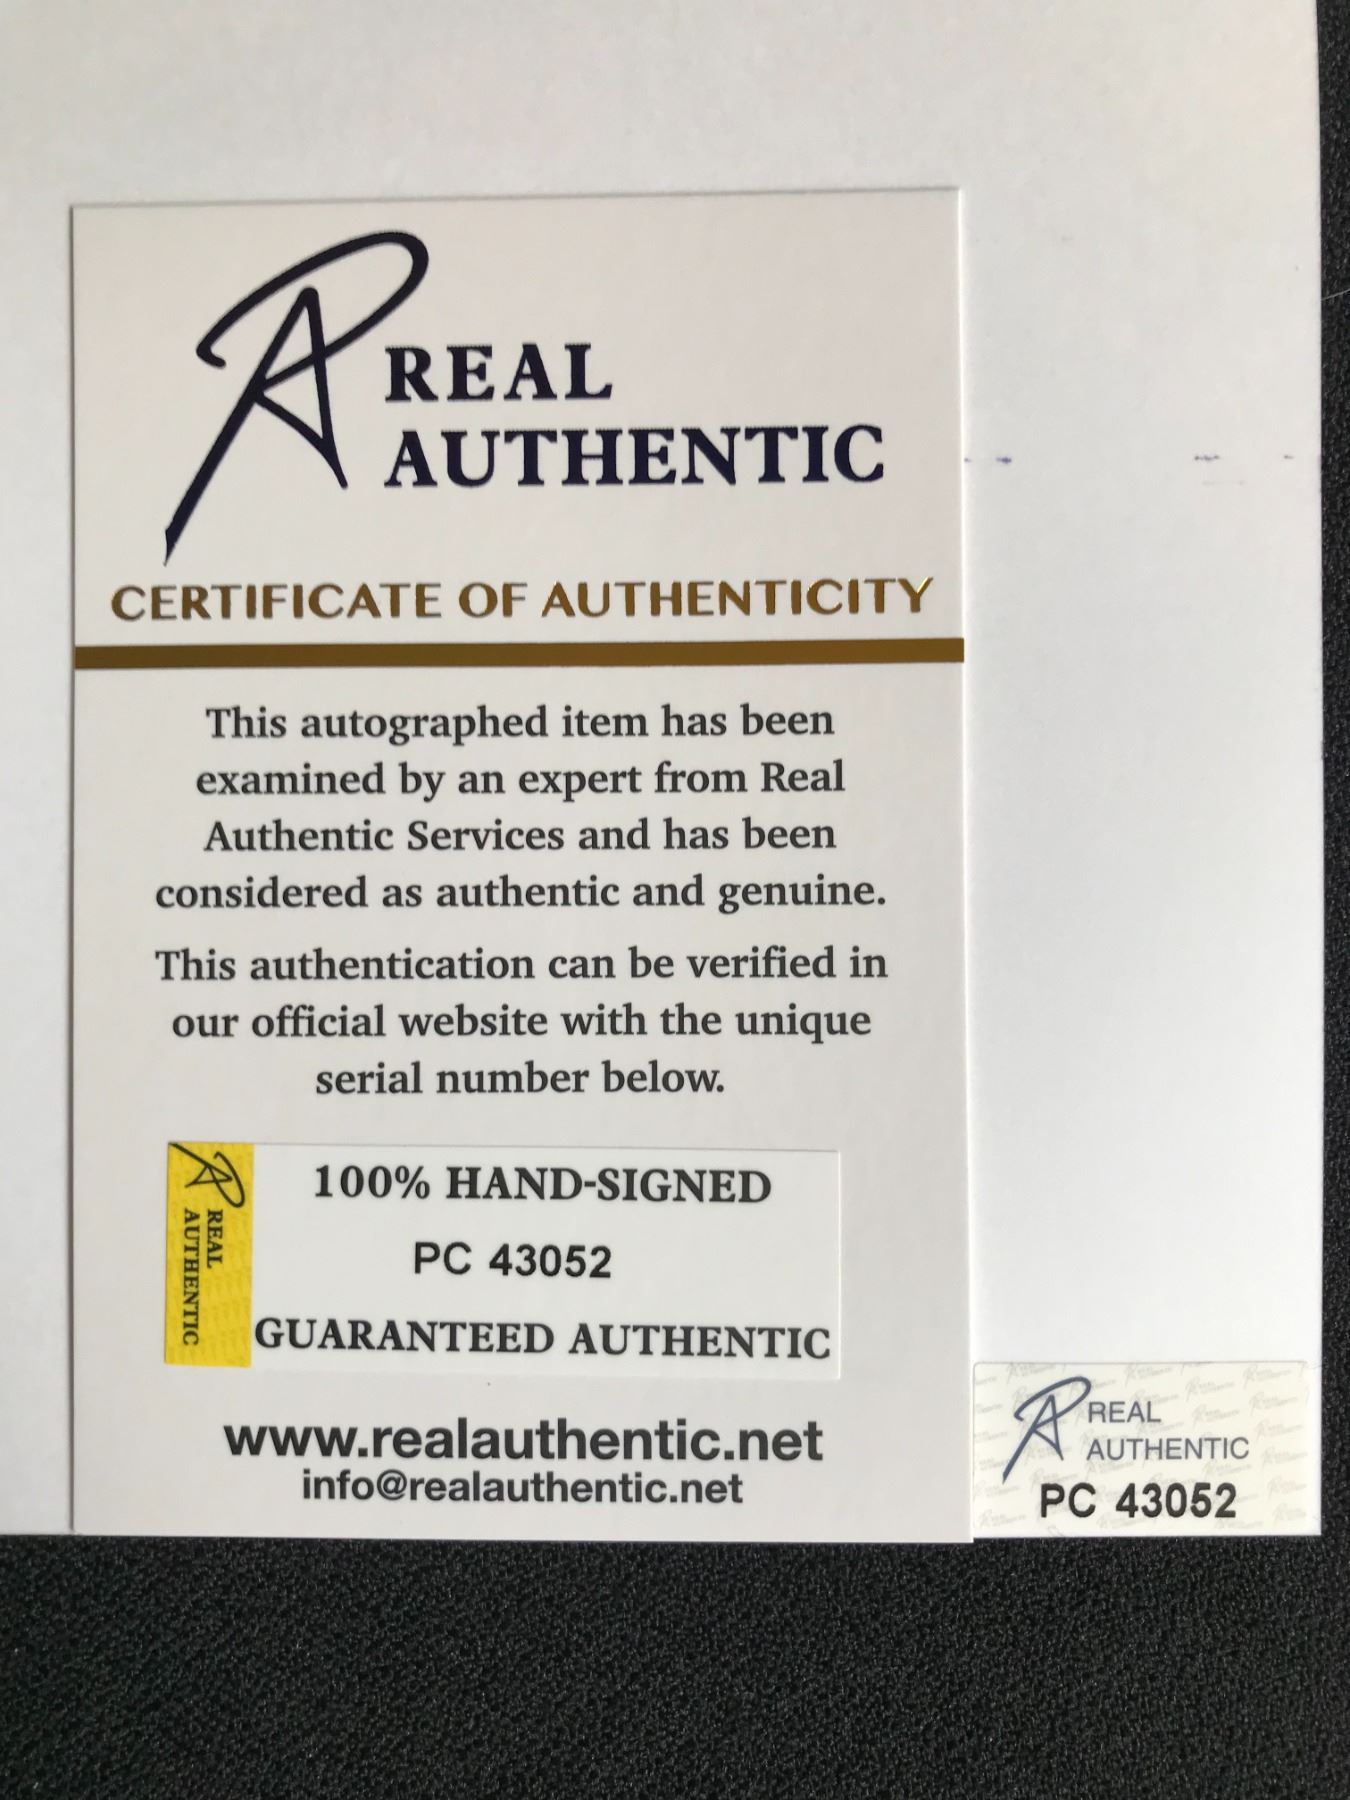 REAL
AUTHENTIC
CERTIFICATE OF AUTHENTICITY
This autographed item has been
examined by an expert from Real
Authentic Services and has been
considered as authentic and genuine.
This authentication can be verified in
our official website with the unique
serial number below.
REAL
AUTHENTIC
100% HAND-SIGNED
PC 43052
GUARANTEED AUTHENTIC
www.realauthentic.net
info@realauthentic.net
REAL
AUTHENTIC
PC 43052